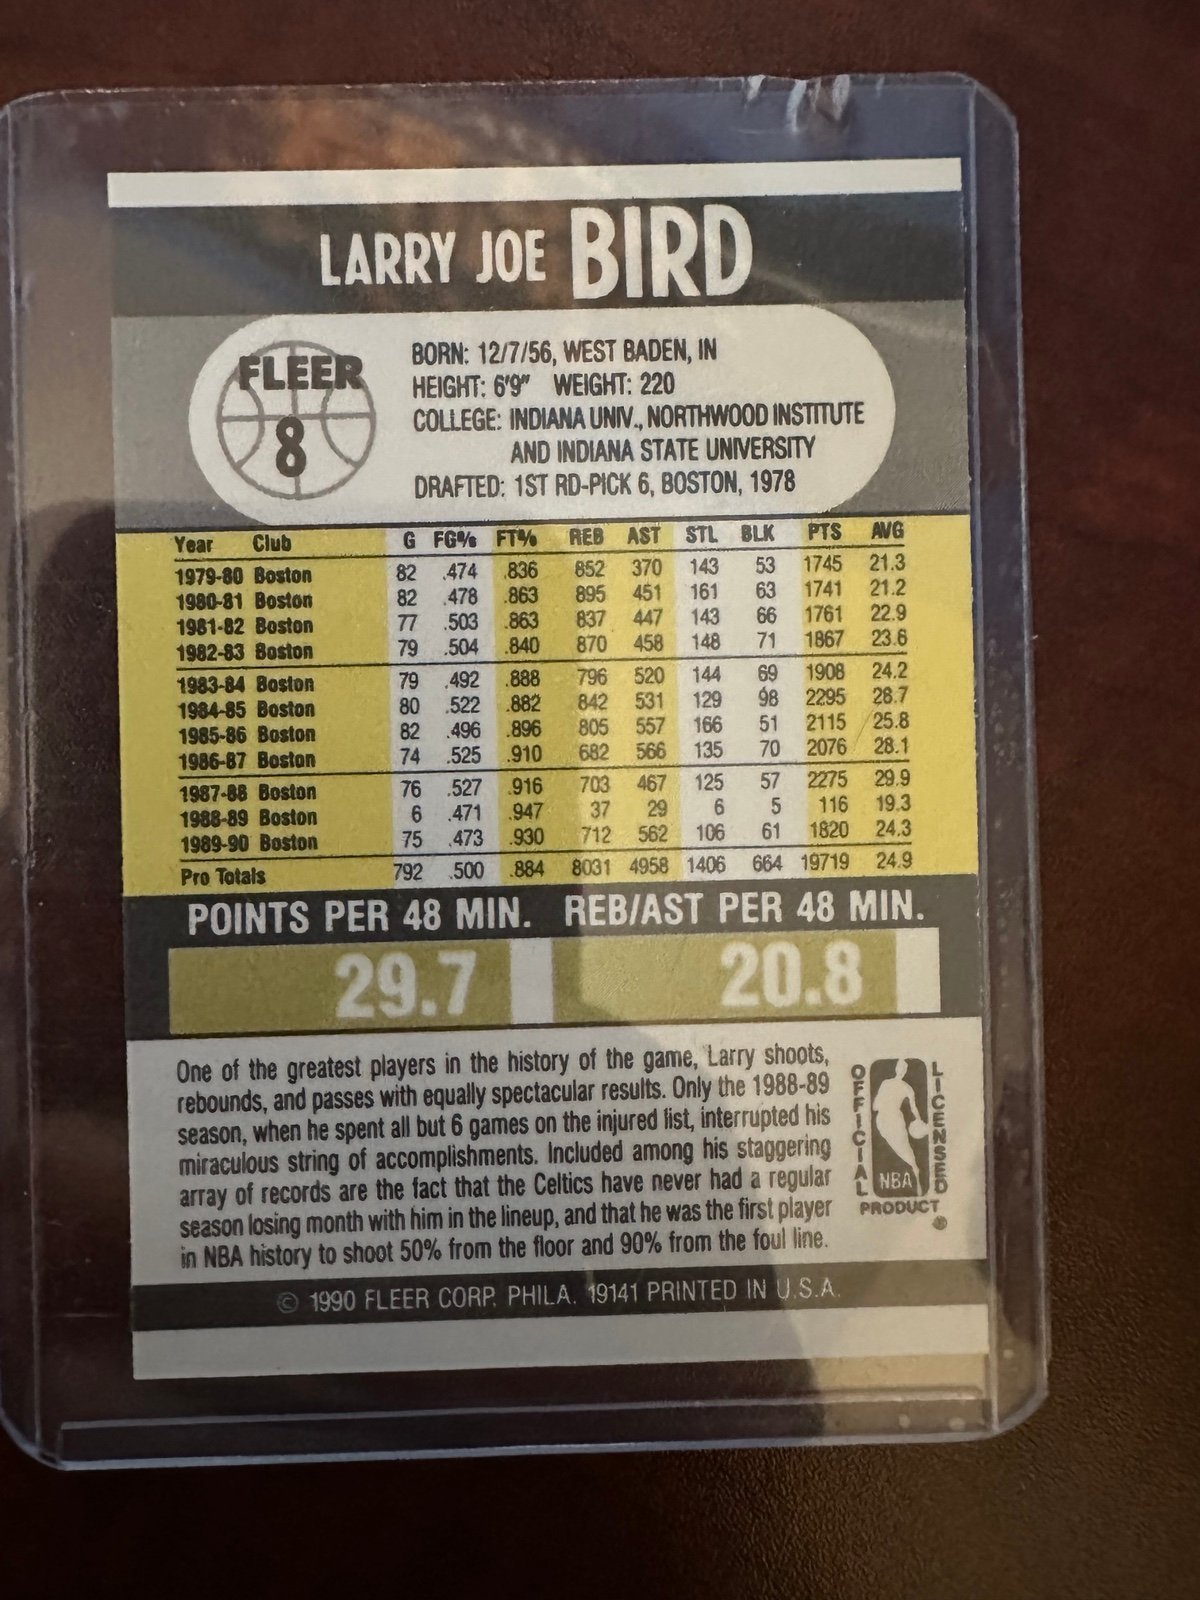 LARRY JOE BIRD
FLEER
8
BORN: 12/7/56, WEST BADEN, IN
HEIGHT: 6'9" WEIGHT: 220
COLLEGE: INDIANA UNIV., NORTHWOOD INSTITUTE
AND INDIANA STATE UNIVERSITY
DRAFTED: 1ST RD-PICK 6, BOSTON, 1978
Year Club G FG% FT% REB AST STL BLK PTS AVG
1979-80 Boston 82 .474 .836 852 370 143 53 1745 21.3
1980-81 Boston 82 .478 .863 895 451 161 63 1741 21.2
1981-82 Boston 77 .503 .863 837 447 143 66 1761 22.9
1982-83 Boston 79 .504 .840 870 458 148 71 1867 23.6
1983-84 Boston 79 .492 .888 796 520 144 69 1908 24.2
1984-85 Boston 80 .522 .882 842 531 129 98 2295 28.7
1985-86 Boston 82 .496 .896 805 557 166 51 2115 25.8
1986-87 Boston 74 .525 .910 682 566 135 70 2076 28.1
1987-88 Boston 76 .527 .916 703 467 125 57 2275 29.9
1988-89 Boston 6 .471 .947 37 29 6 5 116 19.3
1989-90 Boston 75 .473 .930 712 562 106 61 1820 24.3
Pro Totals 792 .500 .884 8031 4958 1406 664 19719 24.9
POINTS PER 48 MIN. REB/AST PER 48 MIN.
29.7 20.8
One of the greatest players in the history of the game, Larry shoots,
rebounds, and passes with equally spectacular results. Only the 1988-89
season, when he spent all but 6 games on the injured list, interrupted his
miraculous string of accomplishments. Included among his staggering
array of records are the fact that the Celtics have never had a regular
season losing month with him in the lineup, and that he was the first player
in NBA history to shoot 50% from the floor and 90% from the foul line.
OFFICIAL
NBA
LICENSED
PRODUCT
®
© 1990 FLEER CORP. PHILA. 19141 PRINTED IN U.S.A.